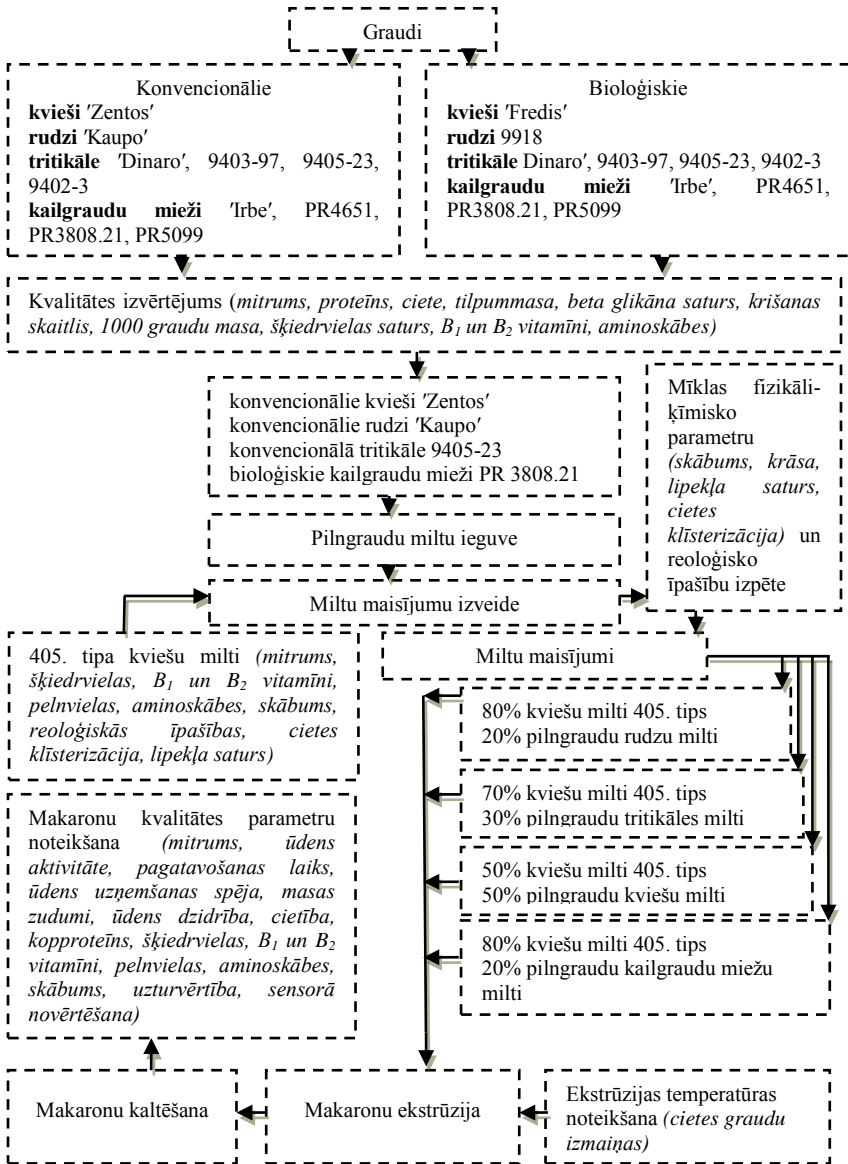 Graudi
Konvencionālie
kvieši 'Zentos'
rudzi 'Kaupo'
tritikāle 'Dinaro', 9403-97, 9405-23,
9402-3
kailgraudu mieži 'Irbe', PR4651,
PR3808.21, PR5099
Bioloģiskie
kvieši 'Fredis'
rudzi 9918
tritikāle Dinaro', 9403-97, 9405-23, 9402-3
kailgraudu mieži 'Irbe', PR4651,
PR3808.21, PR5099
Kvalitātes izvērtējums (mitrums, proteīns, ciete, tilpummasa, beta glikāna saturs, krišanas
skaitlis, 1000 graudu masa, šķiedrvielas saturs, B1 un B2 vitamīni, aminoskābes)
konvencionālie kvieši 'Zentos'
konvencionālie rudzi 'Kaupo'
konvencionālā tritikāle 9405-23
bioloģiskie kailgraudu mieži PR 3808.21
Mīklas fizikāli-
ķīmisko
parametru
(skābums, krāsa,
lipekļa saturs,
cietes
klīsterizācija) un
reoloģisko
īpašību izpēte
Pilngraudu miltu ieguve
Miltu maisījumu izveide
405. tipa kviešu milti (mitrums,
šķiedrvielas, B1 un B2 vitamīni,
pelnvielas, aminoskābes, skābums,
reoloģiskās īpašības, cietes
klīsterizācija, lipekļa saturs)
Miltu maisījumi
80% kviešu milti 405. tips
20% pilngraudu rudzu milti
70% kviešu milti 405. tips
30% pilngraudu tritikāles milti
50% kviešu milti 405. tips
50% pilngraudu kviešu milti
80% kviešu milti 405. tips
20% pilngraudu kailgraudu miežu
milti
Makaronu kvalitātes parametru
noteikšana (mitrums, ūdens
aktivitāte, pagatavošanas laiks,
ūdens uzņemšanas spēja, masas
zudumi, ūdens dzidrība, cietība,
kopproteīns, šķiedrvielas, B1 un B2
vitamīni, pelnvielas, aminoskābes,
skābums, uzturvērtība, sensorā
novērtēšana)
Makaronu kaltēšana
Makaronu ekstrūzija
Ekstrūzijas temperatūras
noteikšana (cietes graudu
izmaiņas)